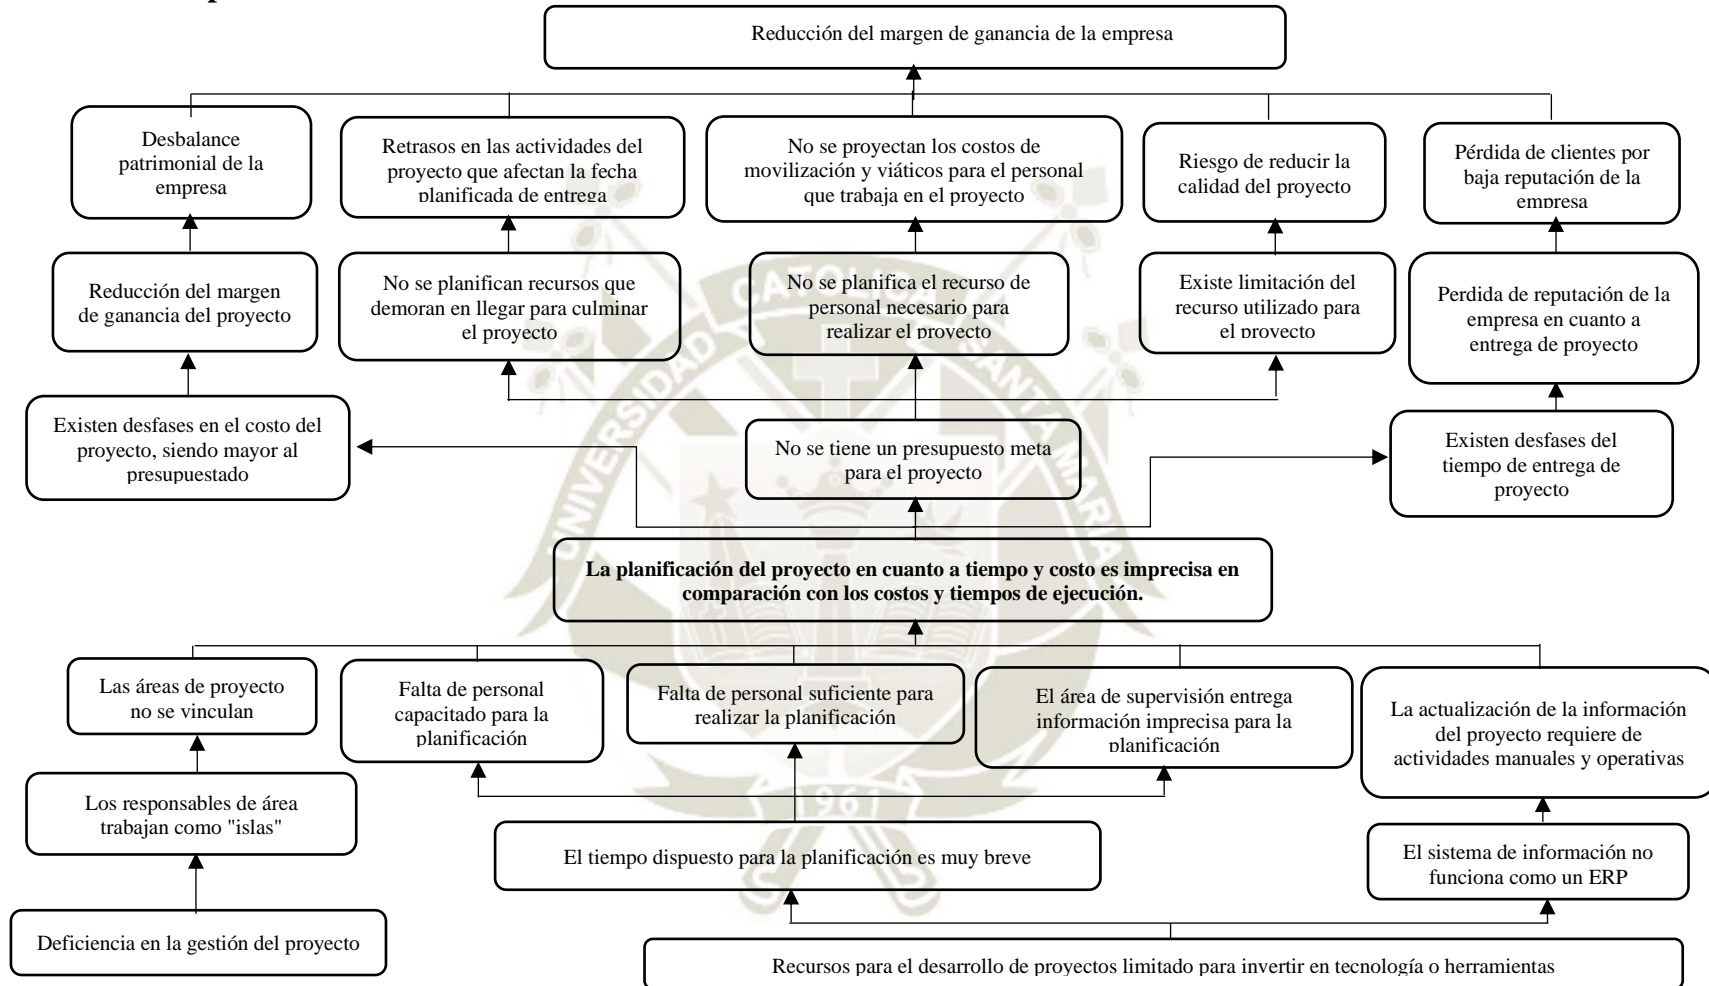 Reducción del margen de ganancia de la empresa
Desbalance
patrimonial de la
empresa
Retrasos en las actividades del
proyecto que afectan la fecha
planificada de entrega
No se proyectan los costos de
movilización y viáticos para el personal
que trabaja en el proyecto
Riesgo de reducir la
calidad del proyecto
Pérdida de clientes por
baja reputación de la
empresa
Reducción del margen
de ganancia del proyecto
No se planifican recursos que
demoran en llegar para culminar
el proyecto
No se planifica el recurso de
personal necesario para
realizar el proyecto
Existe limitación del
recurso utilizado para
el proyecto
Perdida de reputación de la
empresa en cuanto a
entrega de proyecto
Existen desfases en el costo del
proyecto, siendo mayor al
presupuestado
No se tiene un presupuesto meta
para el proyecto
Existen desfases del
tiempo de entrega de
proyecto
La planificación del proyecto en cuanto a tiempo y costo es imprecisa en
comparación con los costos y tiempos de ejecución.
Las áreas de proyecto
no se vinculan
Falta de personal
capacitado para la
planificación
Falta de personal suficiente para
realizar la planificación
El área de supervisión entrega
información imprecisa para la
planificación
La actualización de la información
del proyecto requiere de
actividades manuales y operativas
Los responsables de área
trabajan como "islas"
El tiempo dispuesto para la planificación es muy breve
El sistema de información no
funciona como un ERP
Deficiencia en la gestión del proyecto
Recursos para el desarrollo de proyectos limitado para invertir en tecnología o herramientas
UNIVERSIDAD CATOLICA SANTA MARIA
1961